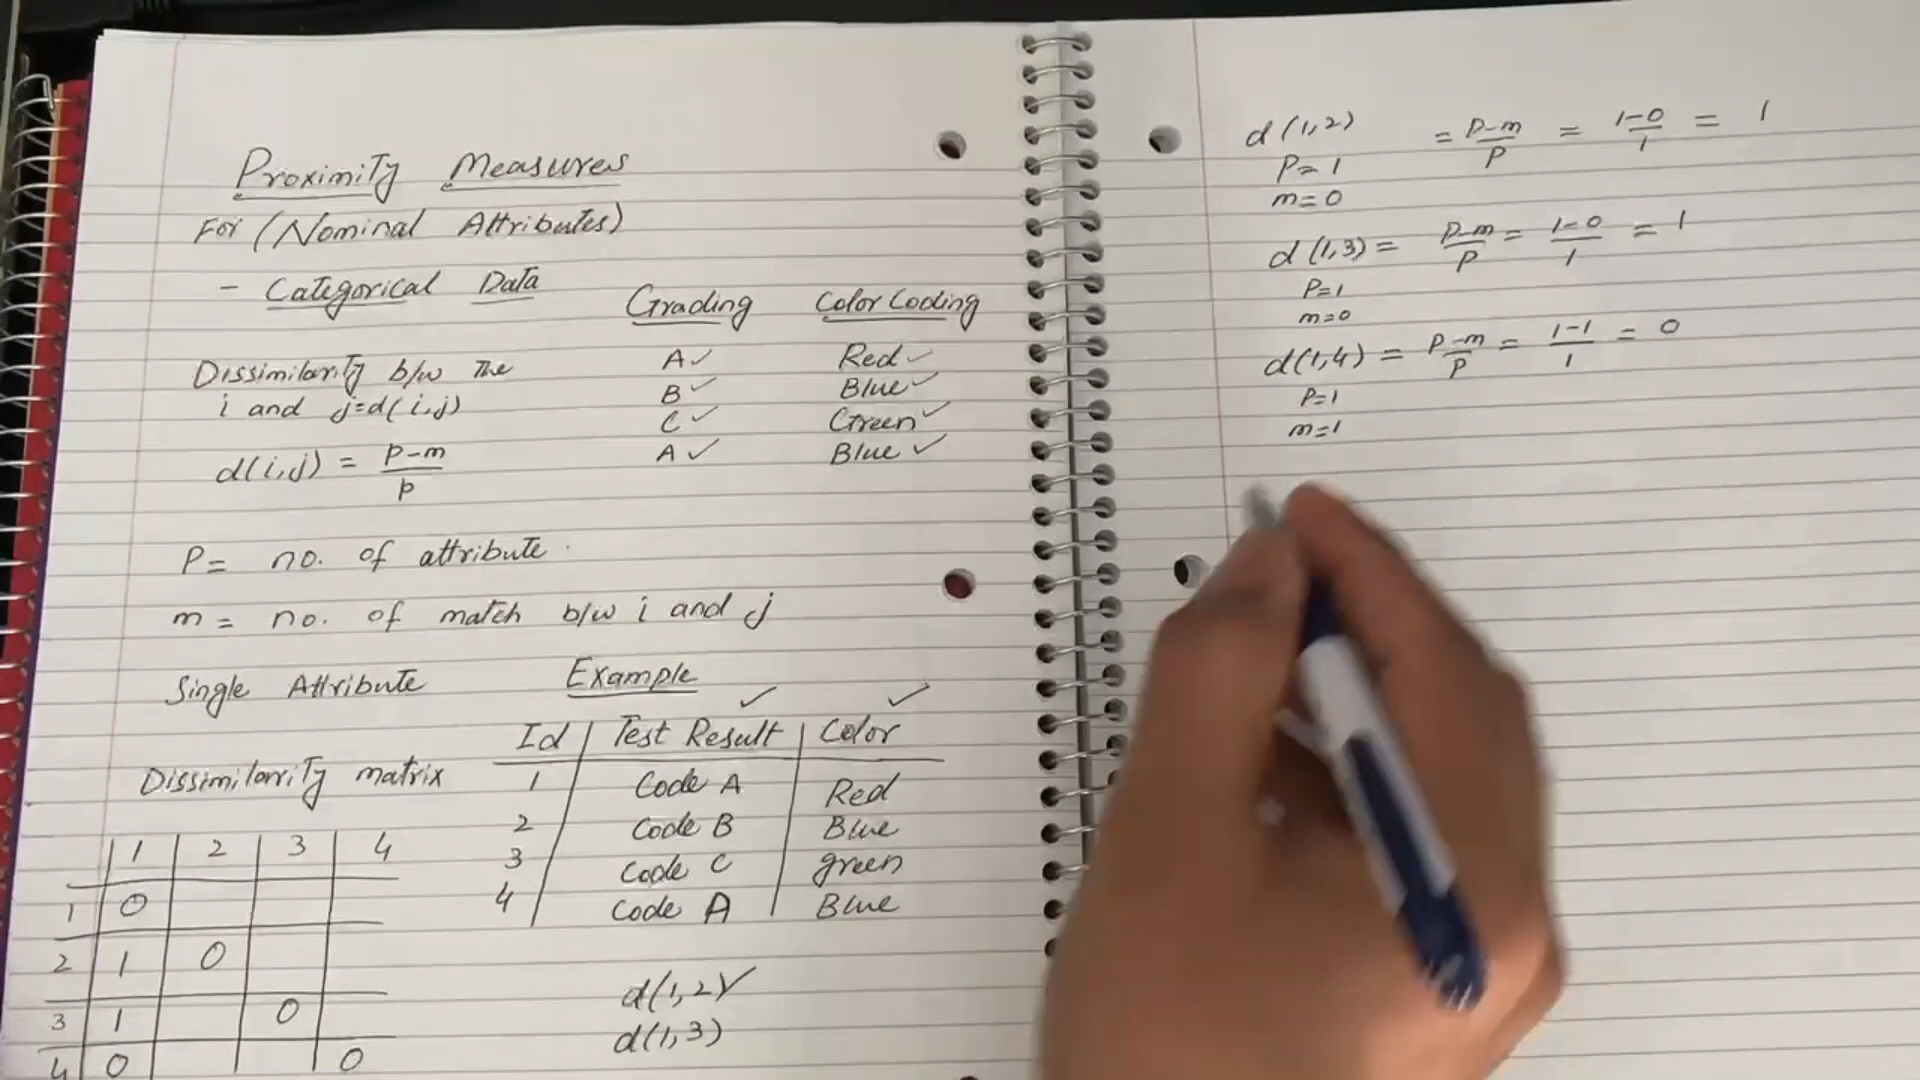 Proximity Measures
For (Nominal Attributes)
- Categorical Data
Grading Color Coding
A✓ Red✓
B✓ Blue✓
C✓ Green✓
A✓ Blue✓
Dissimilarity b/w The
i and j=d(i,j)
d(i,j) = p-m/p
P= no. of attribute.
m= no. of match b/w i and j
Single Attribute
Example
✓ ✓
Id Test Result Color
1 Code A Red
2 Code B Blue
3 Code C green
4 Code A Blue
Dissimilarity matrix
1 2 3 4
1 0
2 1 0
3 1 0
4 0 0
d(1,2)✓
d(1,3)
d(1,2) = P-m/P = 1-0/1 = 1
P=1
m=0
d(1,3) = P-m/P = 1-0/1 = 1
P=1
m=0
d(1,4) = P-m/P = 1-1/1 = 0
P=1
m=1